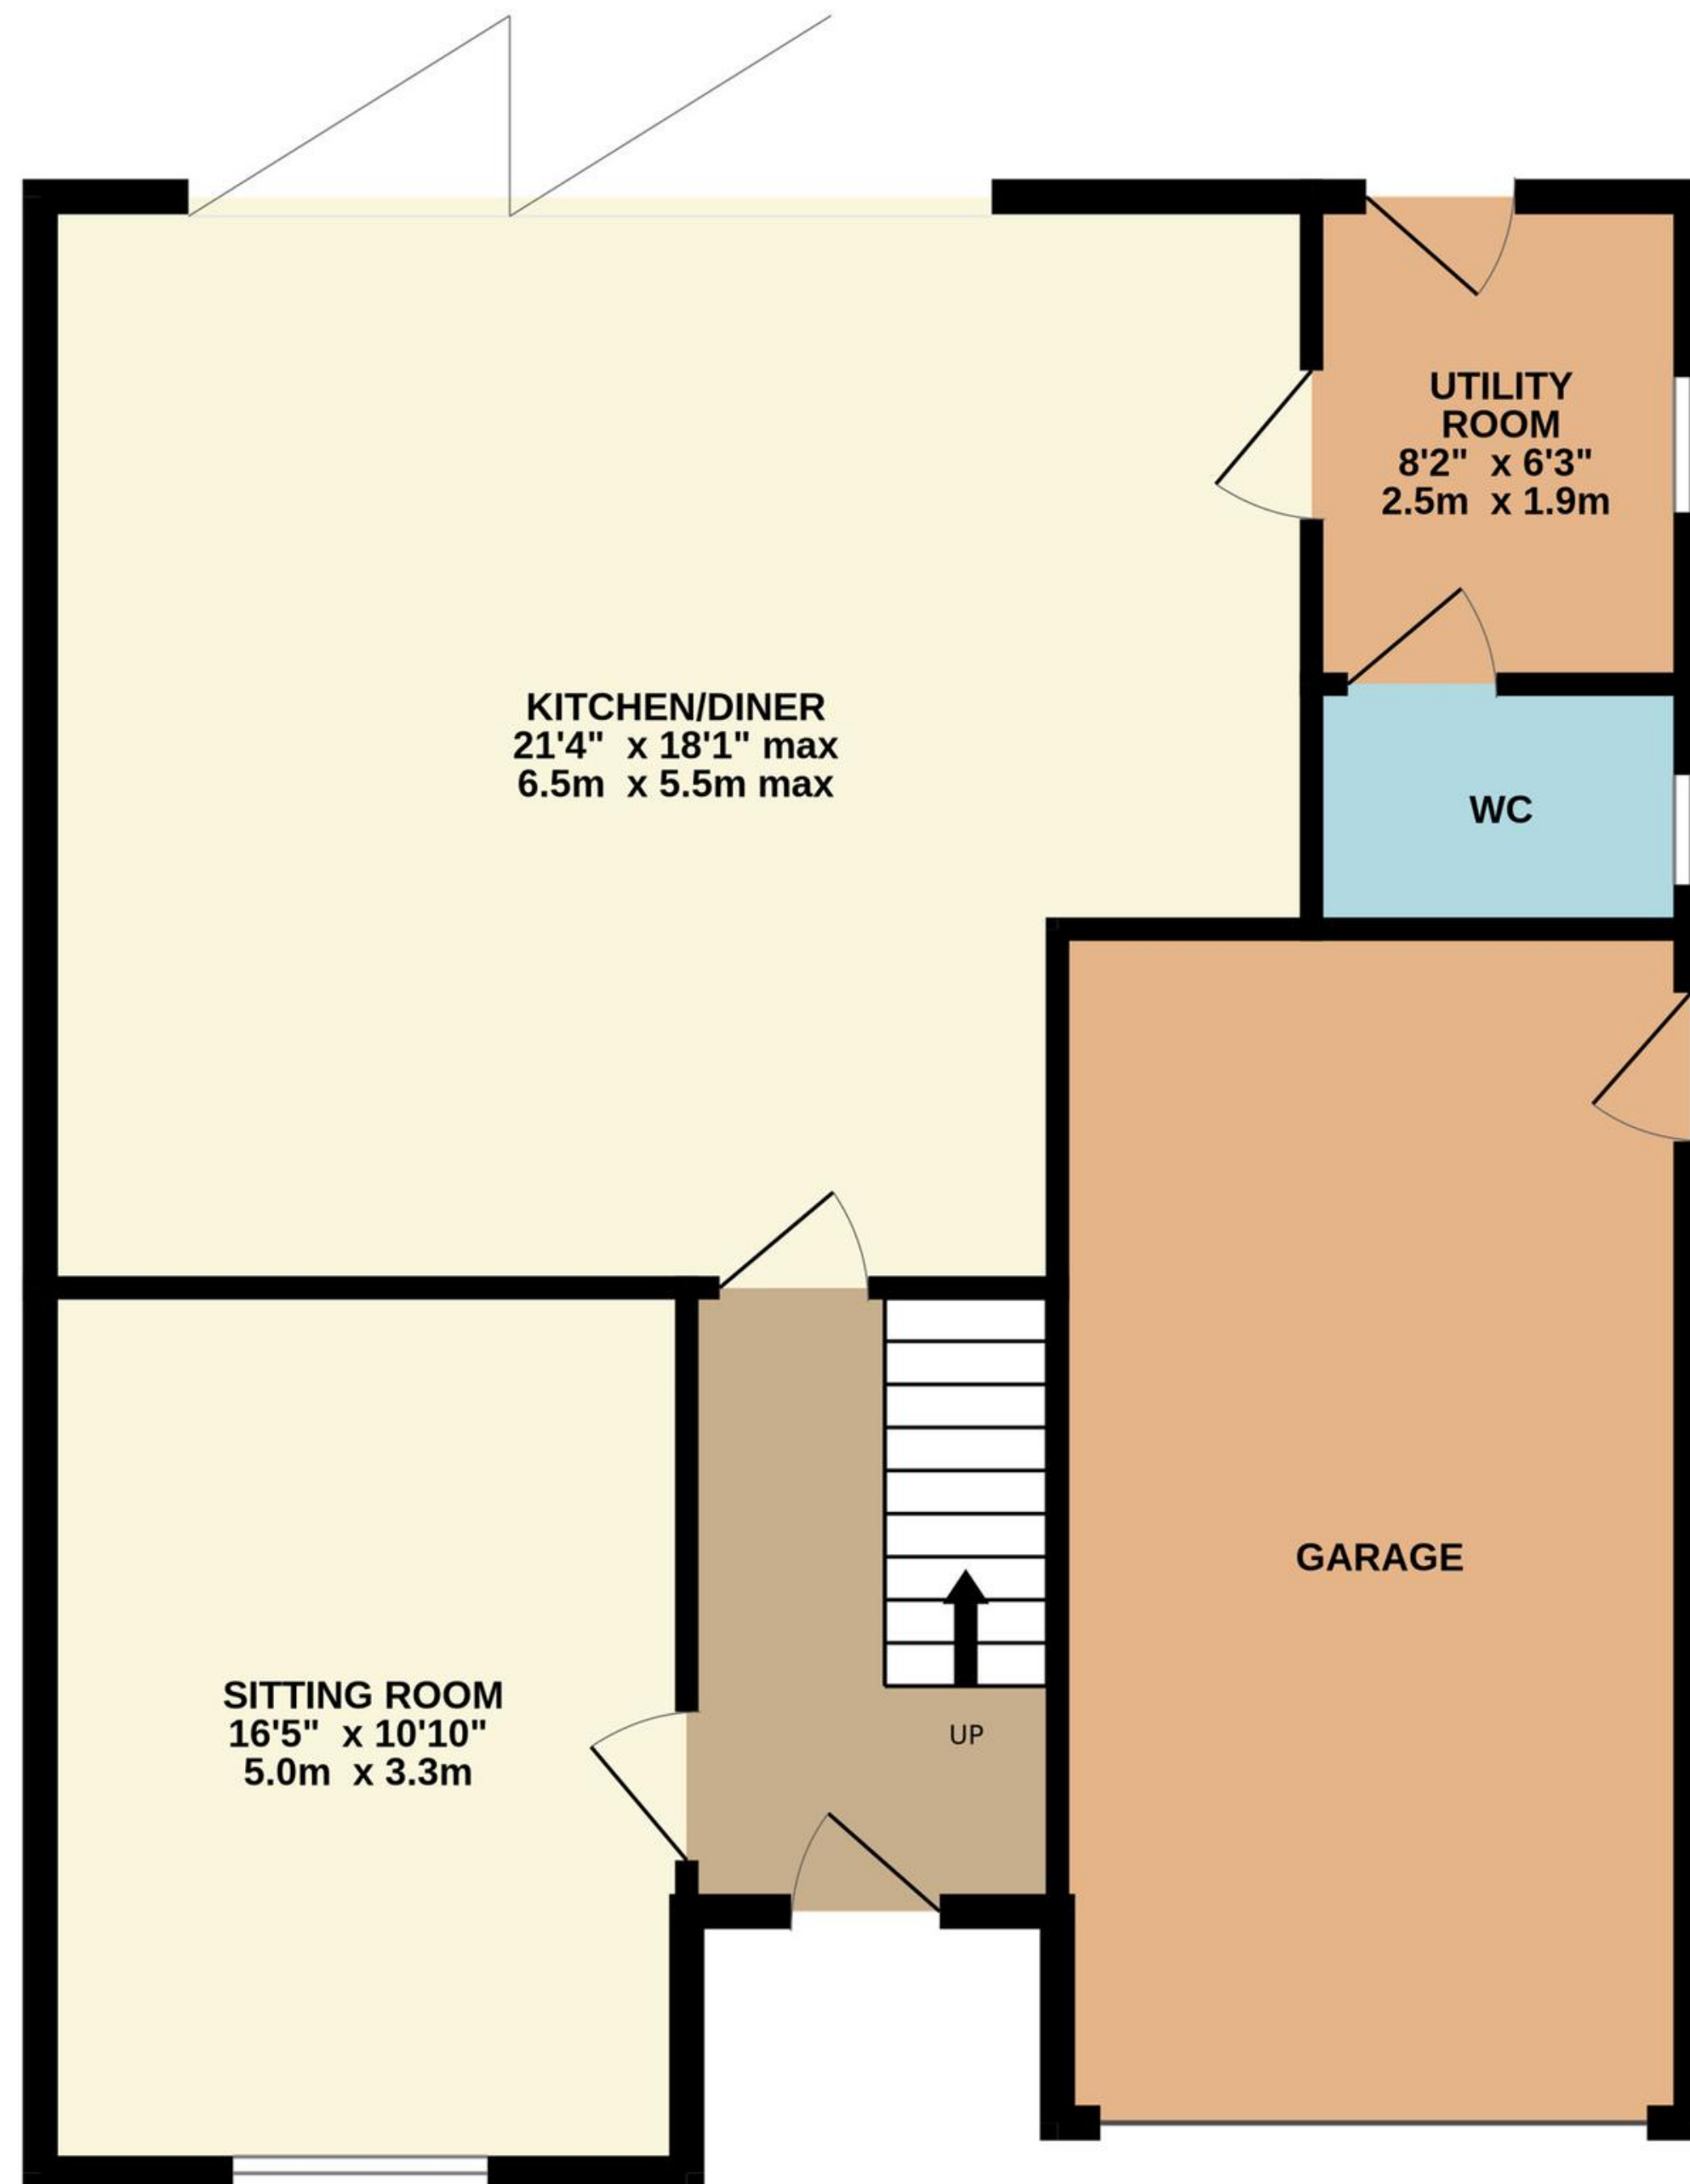 UTILITY
ROOM
8'2" x 6'3"
2.5m x 1.9m
KITCHEN/DINER
21'4" x 18'1" max
6.5m x 5.5m max
WC
GARAGE
SITTING ROOM
16'5" x 10'10"
5.0m x 3.3m
UP